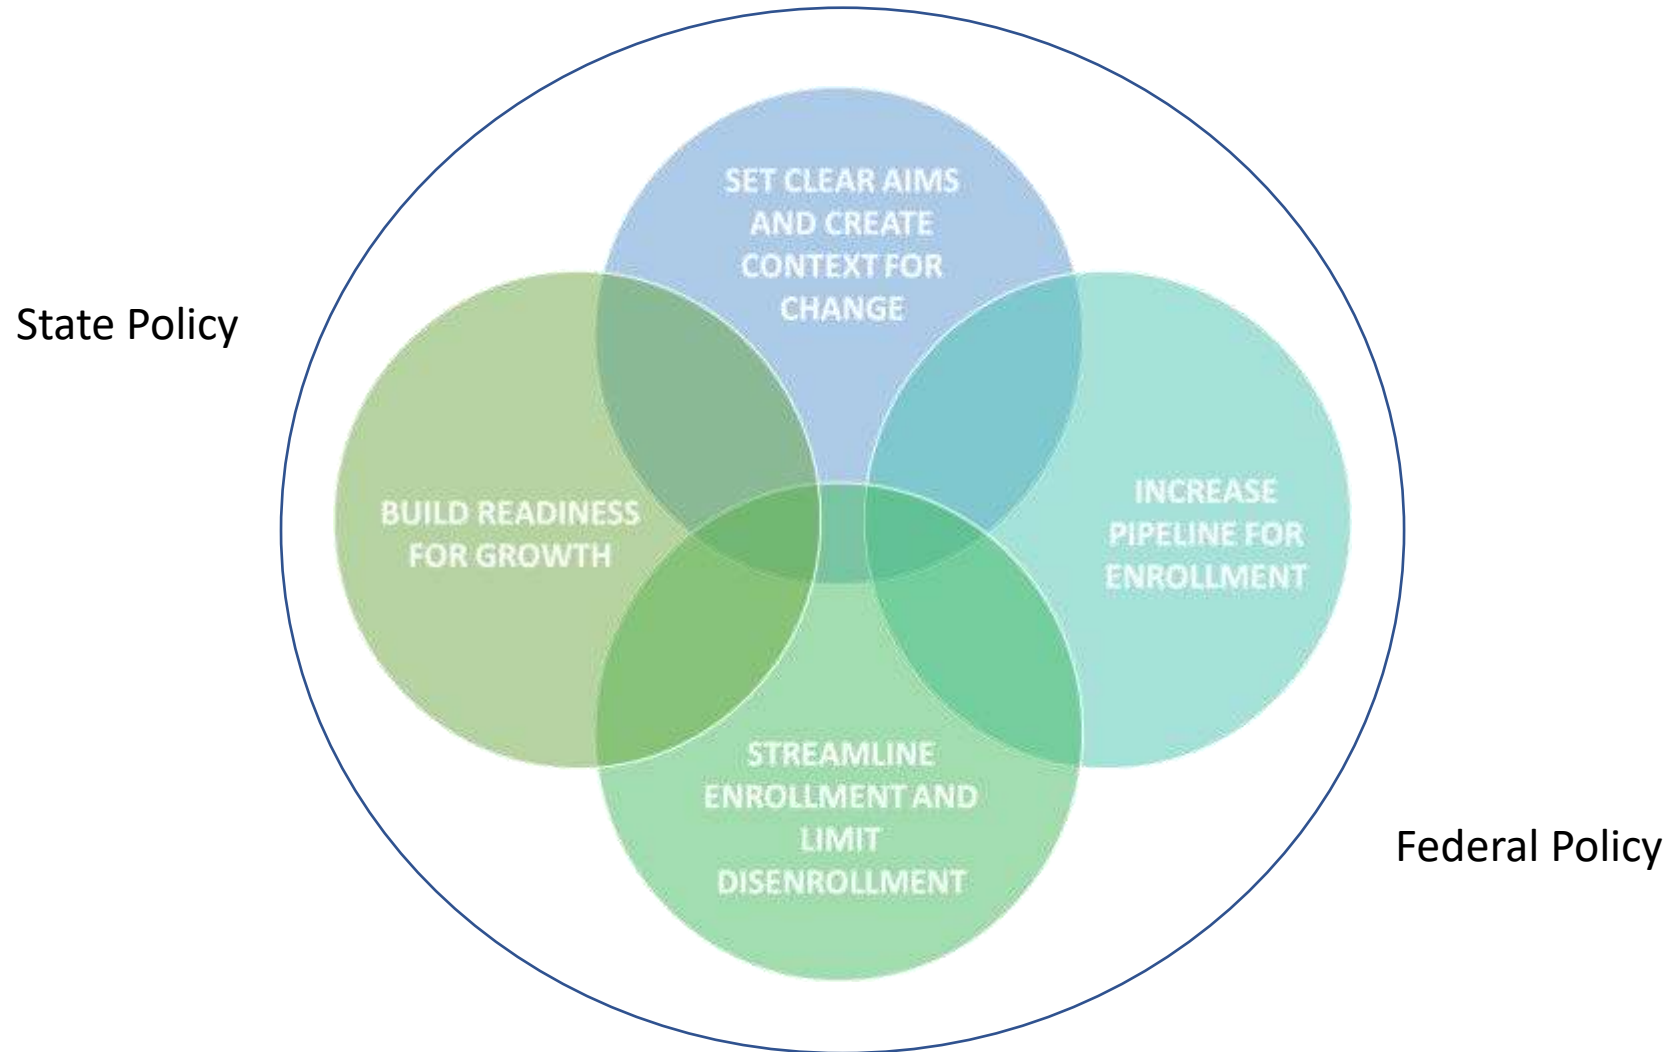 SET CLEAR AIMS
AND CREATE
CONTEXT FOR
CHANGE
State Policy
BUILD READINESS
FOR GROWTH
INCREASE
PIPELINE FOR
ENROLLMENT
STREAMLINE
ENROLLMENT AND
LIMIT
DISENROLLMENT
Federal Policy